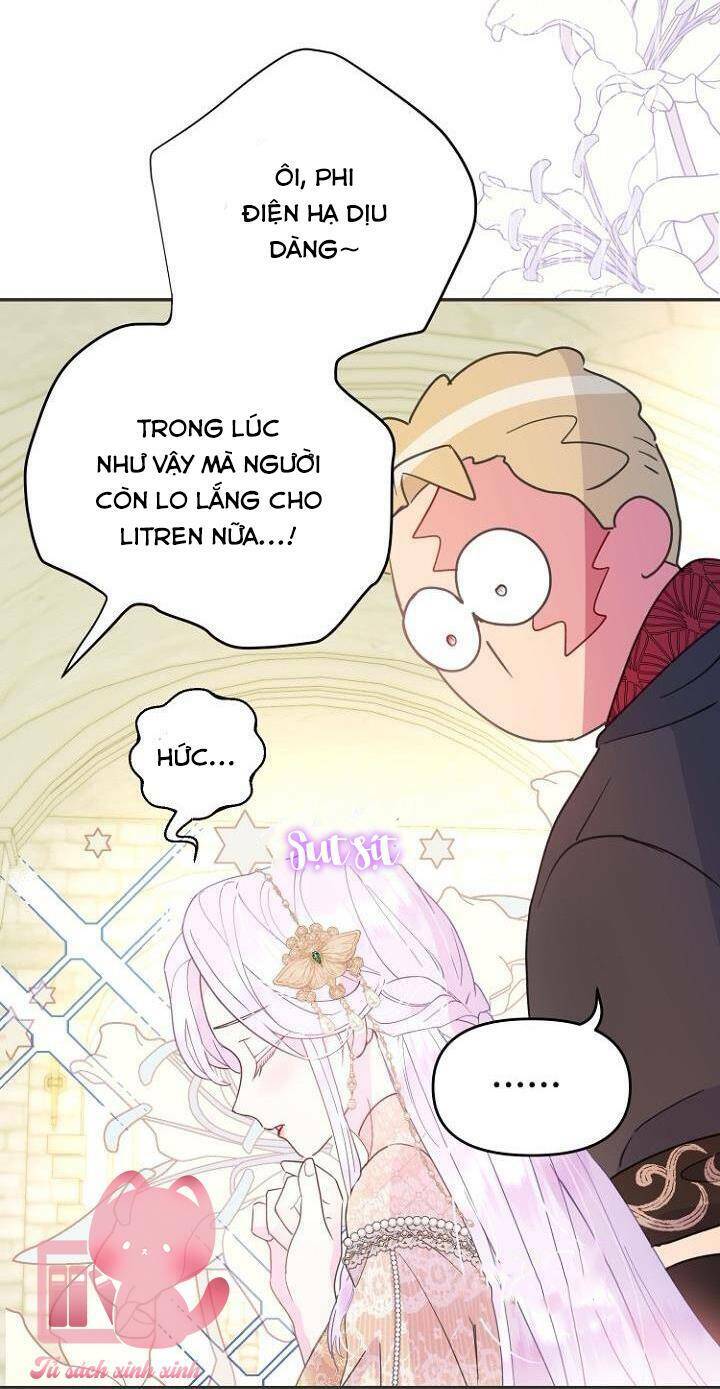 ÔI, PHI
ĐIỆN HẠ DỊU
DÀNG~
TRONG LÚC
NHƯ VẬY MÀ NGƯỜI
CÒN LO LẮNG CHO
LITREN NỮA...!
HỨC...
Sụt sịt
......
Tủ sách xinh xinh